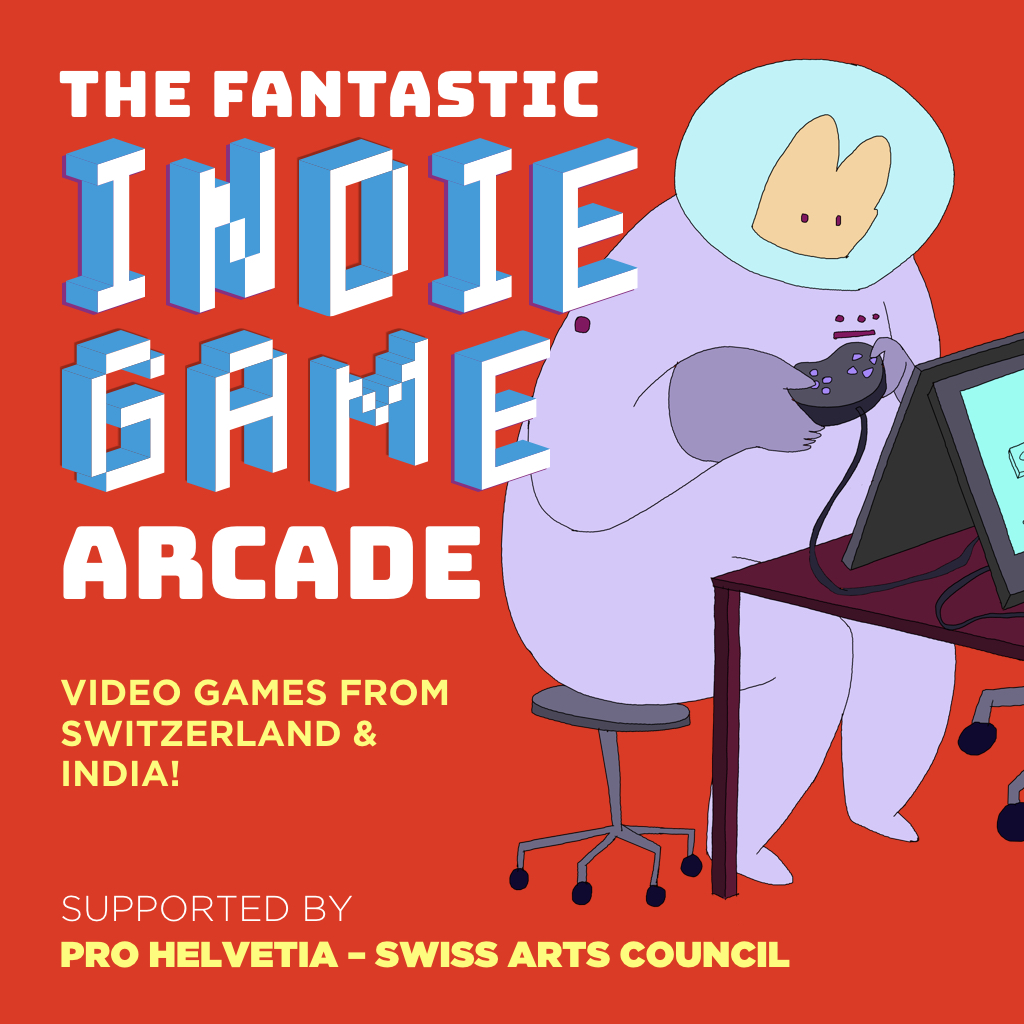 THE FANTASTIC
INDIE
GAME
ARCADE
VIDEO GAMES FROM
SWITZERLAND &
INDIA!
SUPPORTED BY
PRO HELVETIA – SWISS ARTS COUNCIL